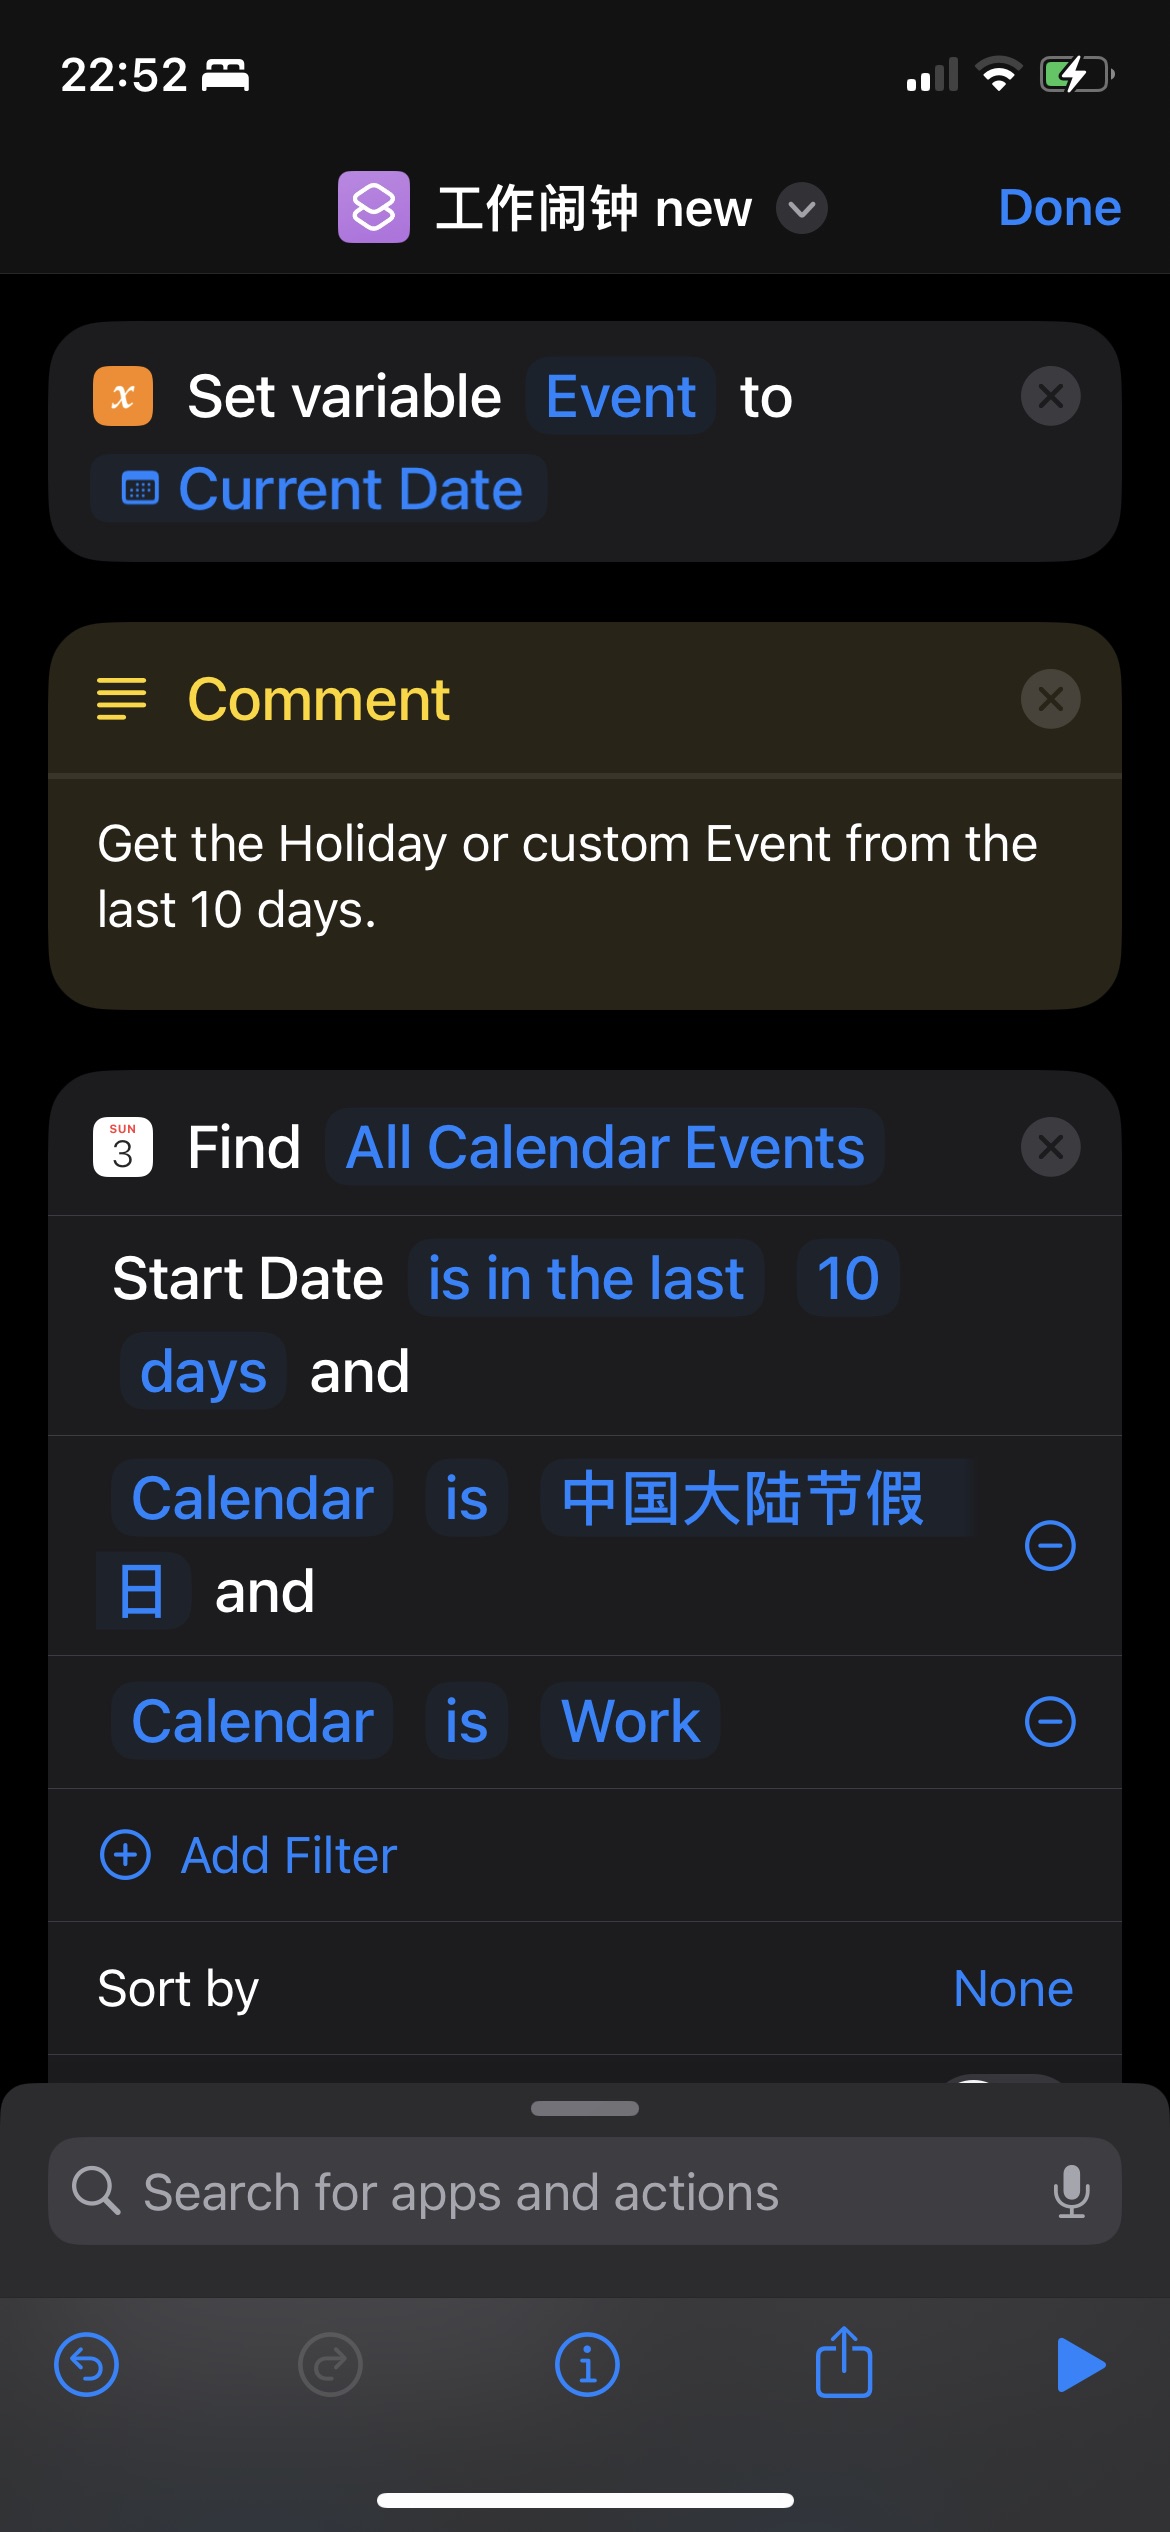 22:52
工作闹钟 new
Done
x Set variable Event to
Current Date
Comment
Get the Holiday or custom Event from the
last 10 days.
SUN
3
Find All Calendar Events
Start Date is in the last 10
days and
Calendar is 中国大陆节假
日 and
Calendar is Work
Add Filter
Sort by None
Search for apps and actions